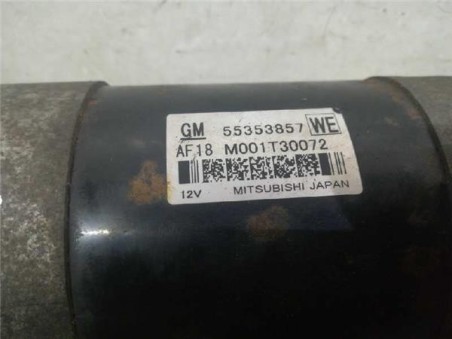 GM 55353857 WE
AF18 M001T30072
12V MITSUBISHI JAPAN